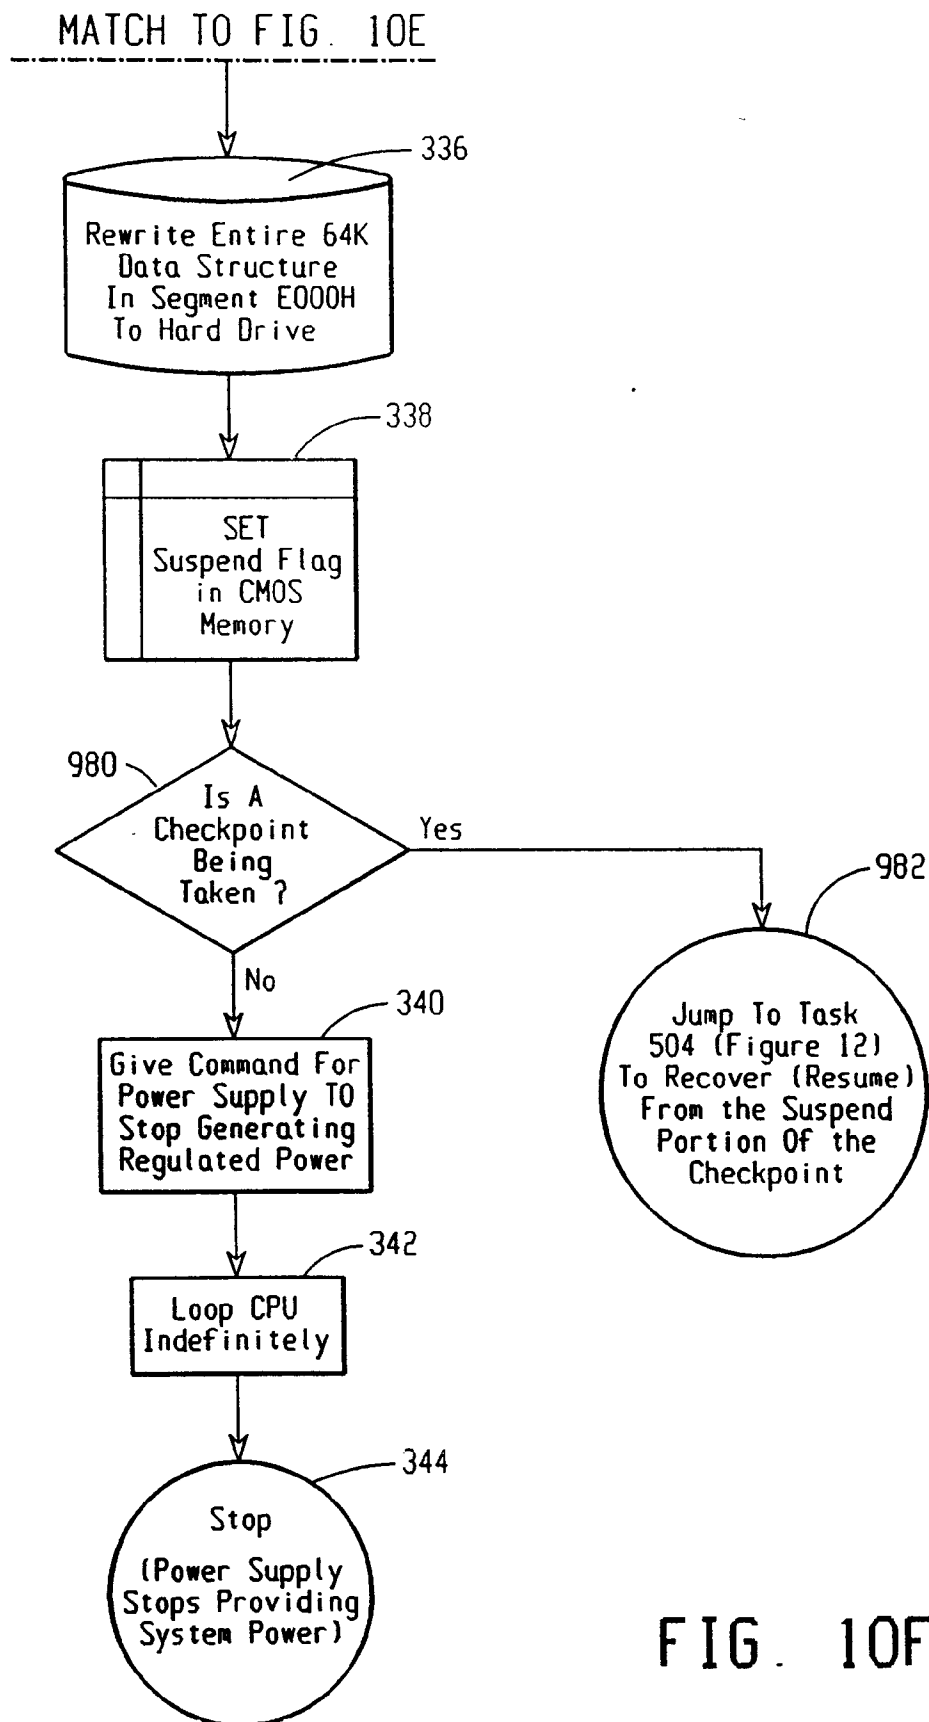 MATCH TO FIG. 10E
336
Rewrite Entire 64K
Data Structure
In Segment E000H
To Hard Drive
338
SET
Suspend Flag
in CMOS
Memory
980
Is A
Checkpoint
Being
Taken ?
Yes
982
No
Jump To Task
504 (Figure 12)
To Recover (Resume)
From the Suspend
Portion Of the
Checkpoint
340
Give Command For
Power Supply TO
Stop Generating
Regulated Power
342
Loop CPU
Indefinitely
344
Stop
(Power Supply
Stops Providing
System Power)
FIG. 10F